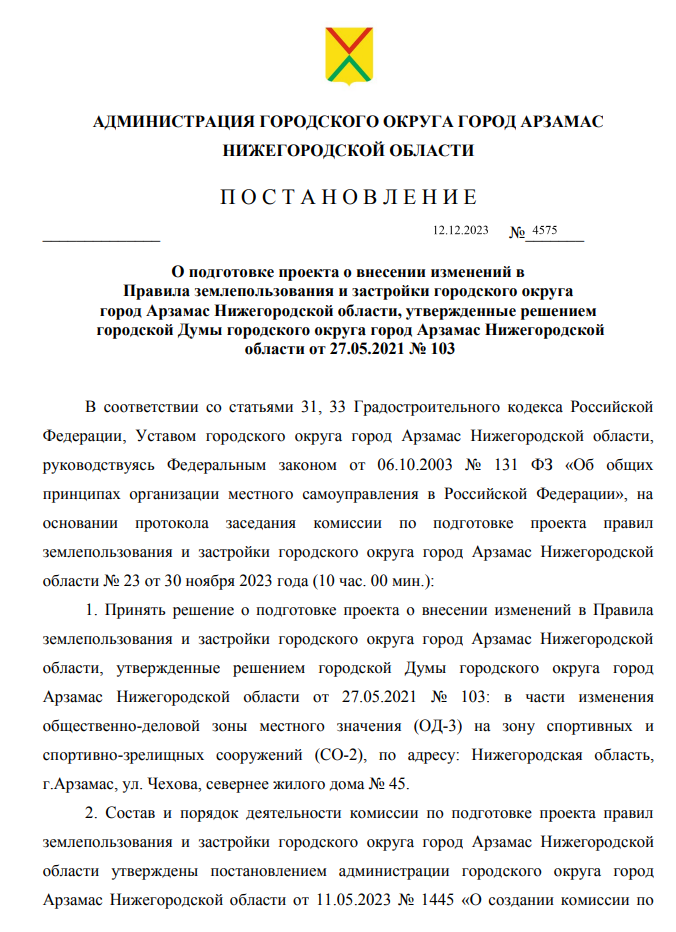 АДМИНИСТРАЦИЯ ГОРОДСКОГО ОКРУГА ГОРОД АРЗАМАС
НИЖЕГОРОДСКОЙ ОБЛАСТИ
П О С Т А Н О В Л Е Н И Е
______________ 12.12.2023 №_4575___
О подготовке проекта о внесении изменений в
Правила землепользования и застройки городского округа
город Арзамас Нижегородской области, утвержденные решением
городской Думы городского округа город Арзамас Нижегородской
области от 27.05.2021 № 103
В соответствии со статьями 31, 33 Градостроительного кодекса Российской
Федерации, Уставом городского округа город Арзамас Нижегородской области,
руководствуясь Федеральным законом от 06.10.2003 № 131 ФЗ «Об общих
принципах организации местного самоуправления в Российской Федерации», на
основании протокола заседания комиссии по подготовке проекта правил
землепользования и застройки городского округа город Арзамас Нижегородской
области № 23 от 30 ноября 2023 года (10 час. 00 мин.):
1. Принять решение о подготовке проекта о внесении изменений в Правила
землепользования и застройки городского округа город Арзамас Нижегородской
области, утвержденные решением городской Думы городского округа город
Арзамас Нижегородской области от 27.05.2021 № 103: в части изменения
общественно-деловой зоны местного значения (ОД-3) на зону спортивных и
спортивно-зрелищных сооружений (СО-2), по адресу: Нижегородская область,
г.Арзамас, ул. Чехова, севернее жилого дома № 45.
2. Состав и порядок деятельности комиссии по подготовке проекта правил
землепользования и застройки городского округа город Арзамас Нижегородской
области утверждены постановлением администрации городского округа город
Арзамас Нижегородской области от 11.05.2023 № 1445 «О создании комиссии по